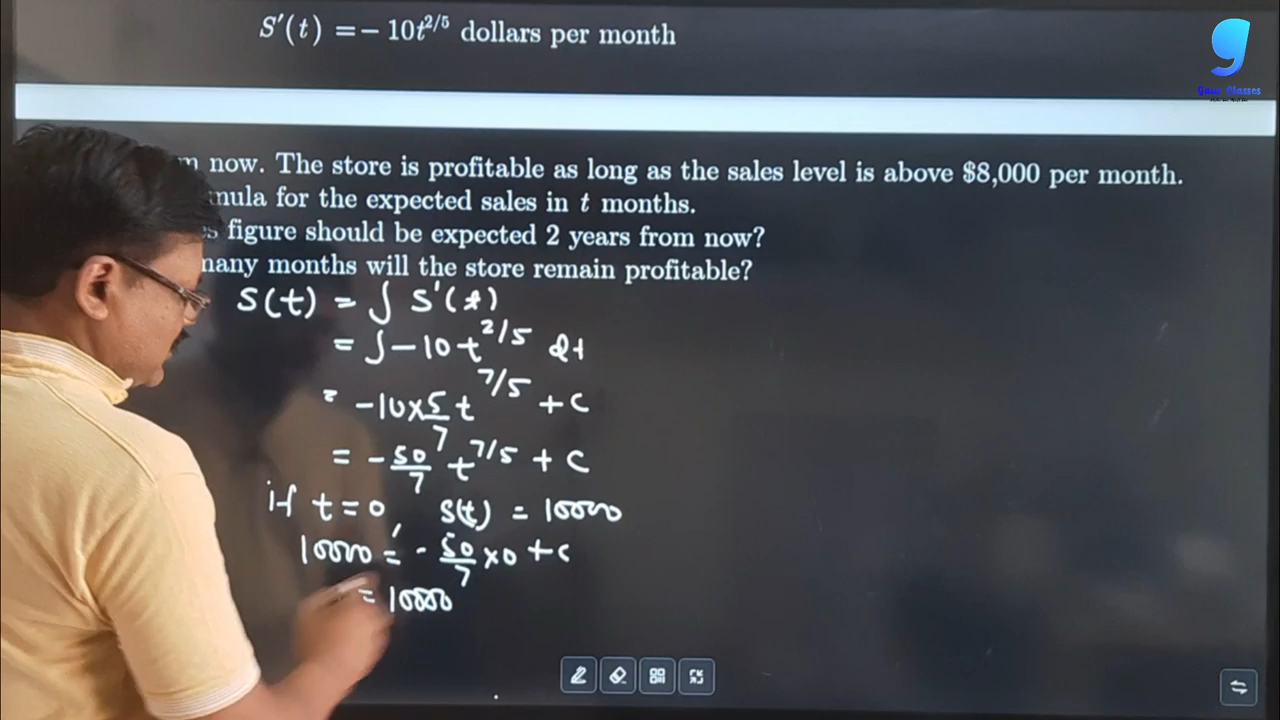 S′(t) = − 10t^{2/5} dollars per month
now. The store is profitable as long as the sales level is above $8,000 per month.
for the expected sales in t months.
figure should be expected 2 years from now?
months will the store remain profitable?
S(t) = ∫ S'(t)
= ∫ -10 t^{2/5} dt
= -10 × 5/7 t^{7/5} + C
= - 50/7 t^{7/5} + C
if t = 0, S(t) = 10000
10000 = - 50/7 × 0 + C
= 10000
Gaur Classes